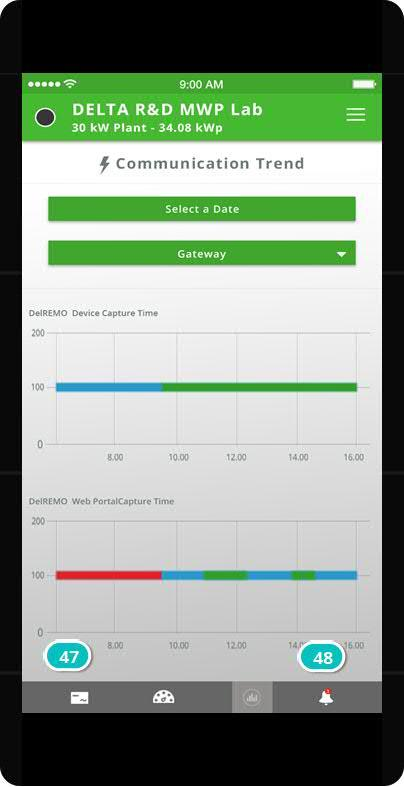 9:00 AM
DELTA R&D MWP Lab
30 kW Plant - 34.08 kWp
Communication Trend
Select a Date
Gateway
DelREMO Device Capture Time
200
100
0
8.00 10.00 12.00 14.00 16.00
DelREMO Web PortalCapture Time
200
100
0
8.00 10.00 12.00 14.0 16.00
47 48